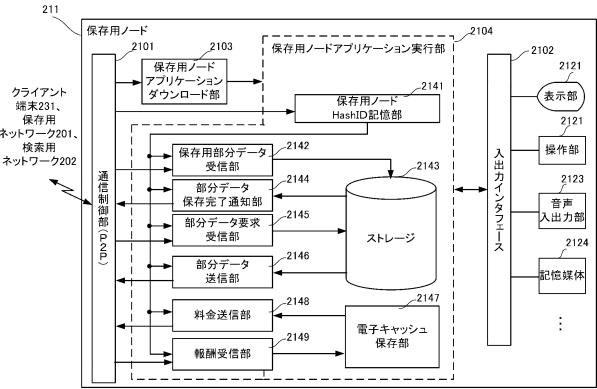 211
保存用ノード
2101
2103
2104
保存用ノード
アプリケーション
ダウンロード部
保存用ノードアプリケーション実行部
2102
2121
表示部
2141
保存用ノード
HashID記憶部
クライアント
端末231、
保存用
ネットワーク201、
検索用
ネットワーク202
通信制御部(P2P)
2142
保存用部分データ
受信部
2143
ストレージ
2144
部分データ
保存完了通知部
2145
部分データ要求
受信部
2146
部分データ
送信部
2148
料金送信部
2147
電子キャッシュ
保存部
2149
報酬受信部
入出力インタフェース
2121
操作部
2123
音声
入出力部
2124
記憶媒体
⋮